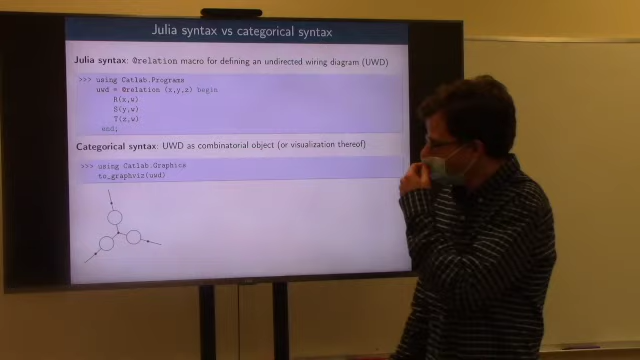 Julia syntax vs categorical syntax
Julia syntax: @relation macro for defining an undirected wiring diagram (UWD)
>>> using Catlab.Programs
uwd = @relation (x,y,z) begin
R(x,w)
S(y,w)
T(z,w)
end;
Categorical syntax: UWD as combinatorial object (or visualization thereof)
>>> using Catlab.Graphics
to_graphviz(uwd)